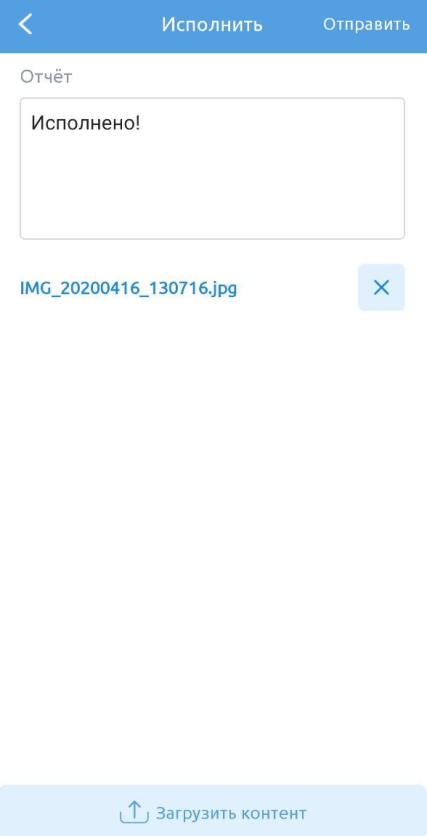 Исполнить
Отправить
Отчёт
Исполнено!
IMG_20200416_130716.jpg
Загрузить контент